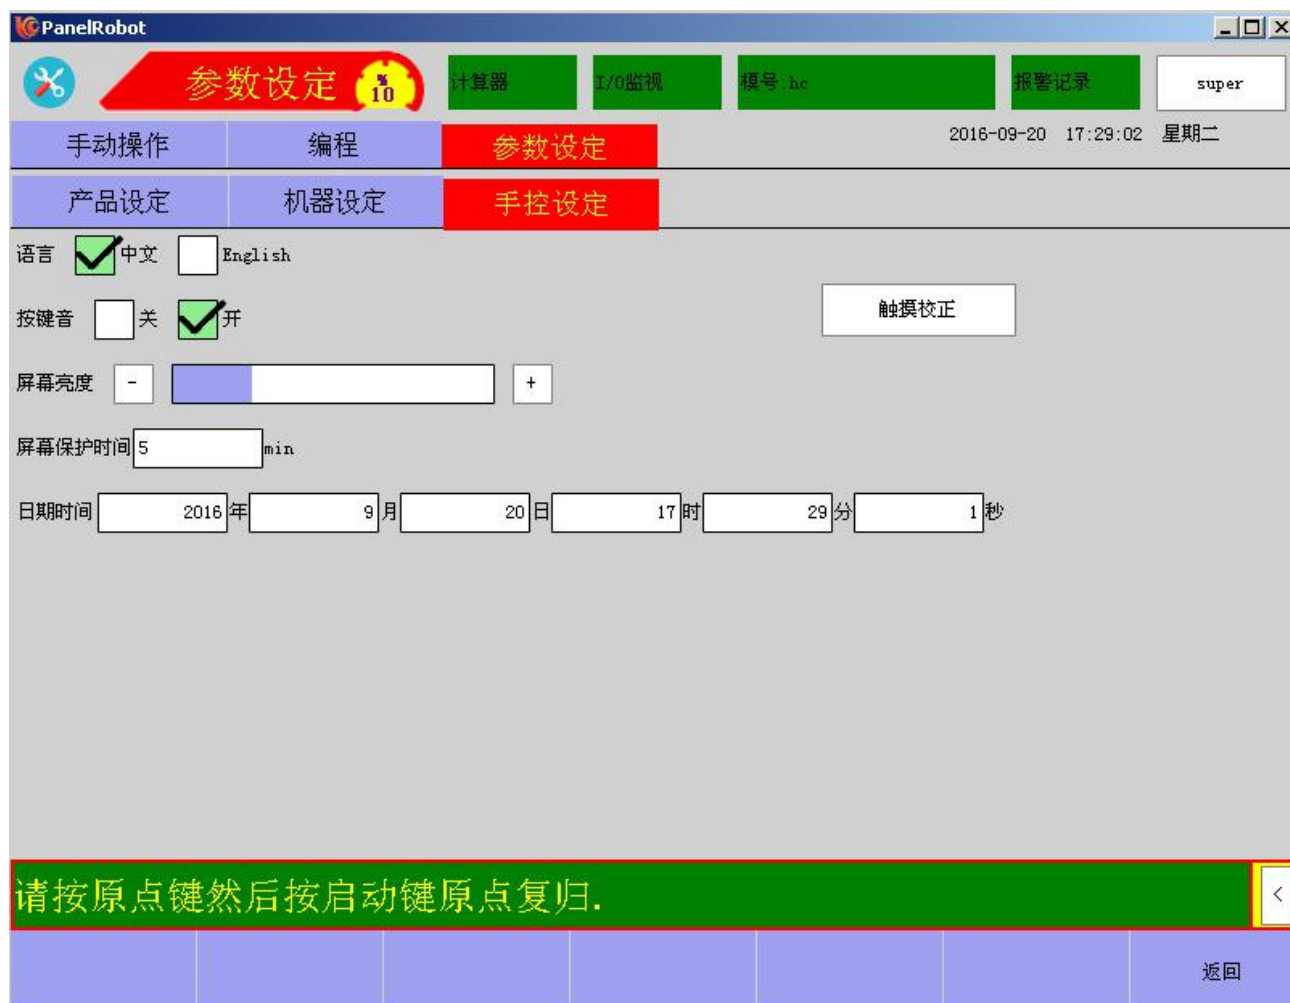 PanelRobot
参数设定 % 10 计算器 I/O监视 模号:hc 报警记录 super
手动操作 编程 参数设定 2016-09-20 17:29:02 星期二
产品设定 机器设定 手控设定
语言 中文 English
按键音 关 开 触摸校正
屏幕亮度 - +
屏幕保护时间 5 min
日期时间 2016 年 9 月 20 日 17 时 29 分 1 秒
请按原点键然后按启动键原点复归. <
返回